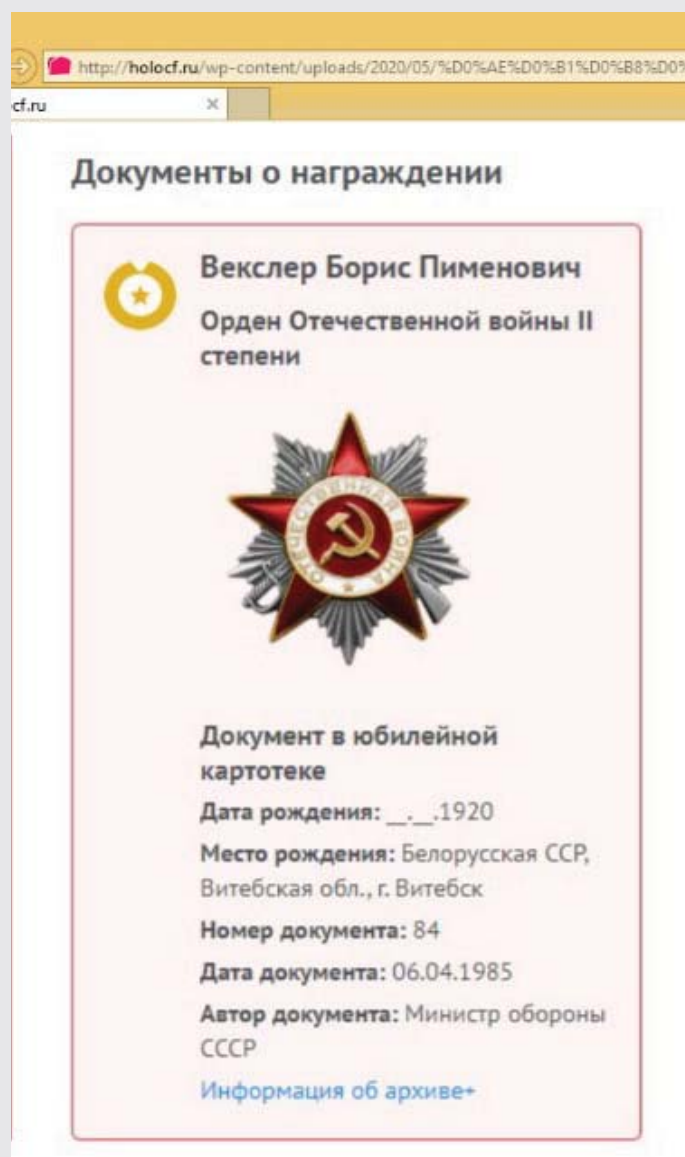 http://holocf.ru/wp-content/uploads/2020/05/%D0%AE%D0%B1%D0%B8%D0%
cf.ru
Документы о награждении
Векслер Борис Пименович
Орден Отечественной войны II
степени
ОТЕЧЕСТВЕННАЯ ВОЙНА
Документ в юбилейной
картотеке
Дата рождения: __.__.1920
Место рождения: Белорусская ССР,
Витебская обл., г. Витебск
Номер документа: 84
Дата документа: 06.04.1985
Автор документа: Министр обороны
СССР
Информация об архиве+